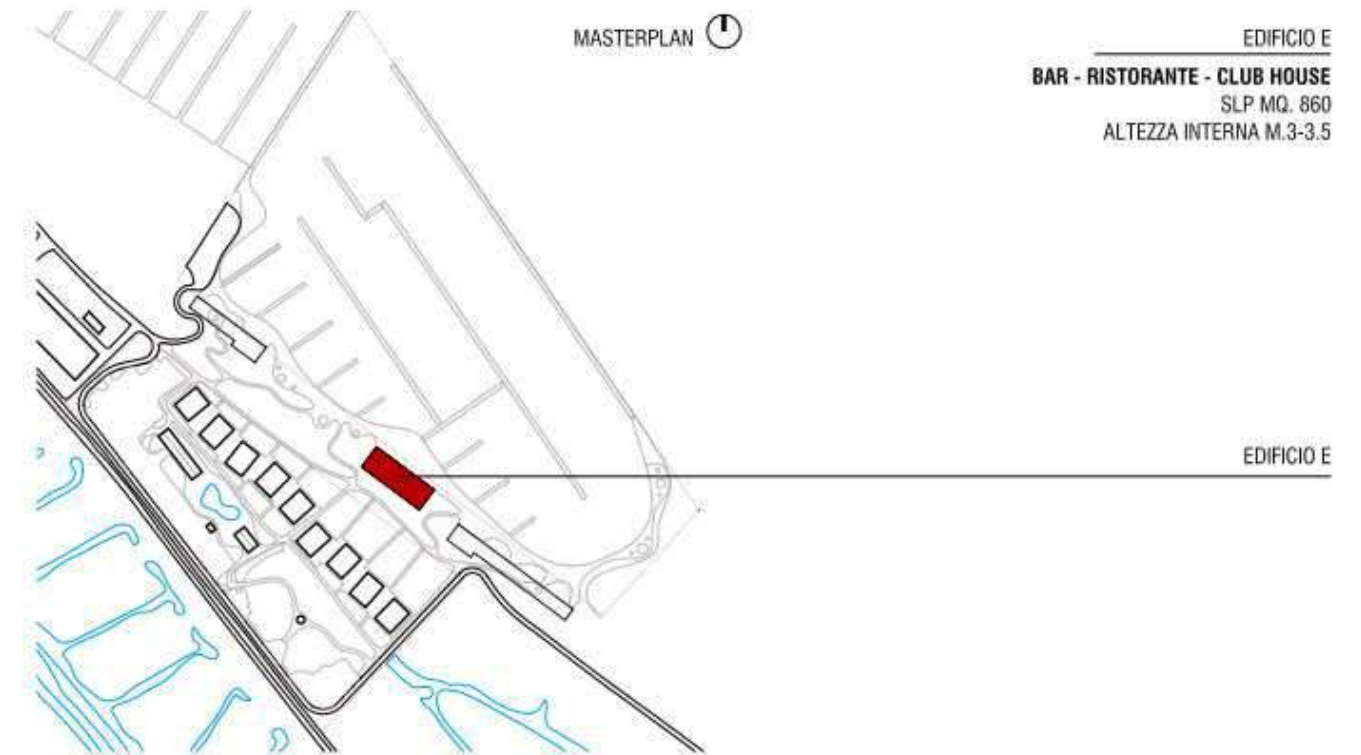 MASTERPLAN
EDIFICIO E
BAR - RISTORANTE - CLUB HOUSE
SLP MQ. 860
ALTEZZA INTERNA M.3-3.5
EDIFICIO E